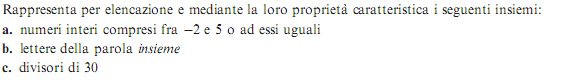 Rappresenta per elencazione e mediante la loro proprietà caratteristica i seguenti insiemi:
a. numeri interi compresi fra −2 e 5 o ad essi uguali
b. lettere della parola insieme
c. divisori di 30